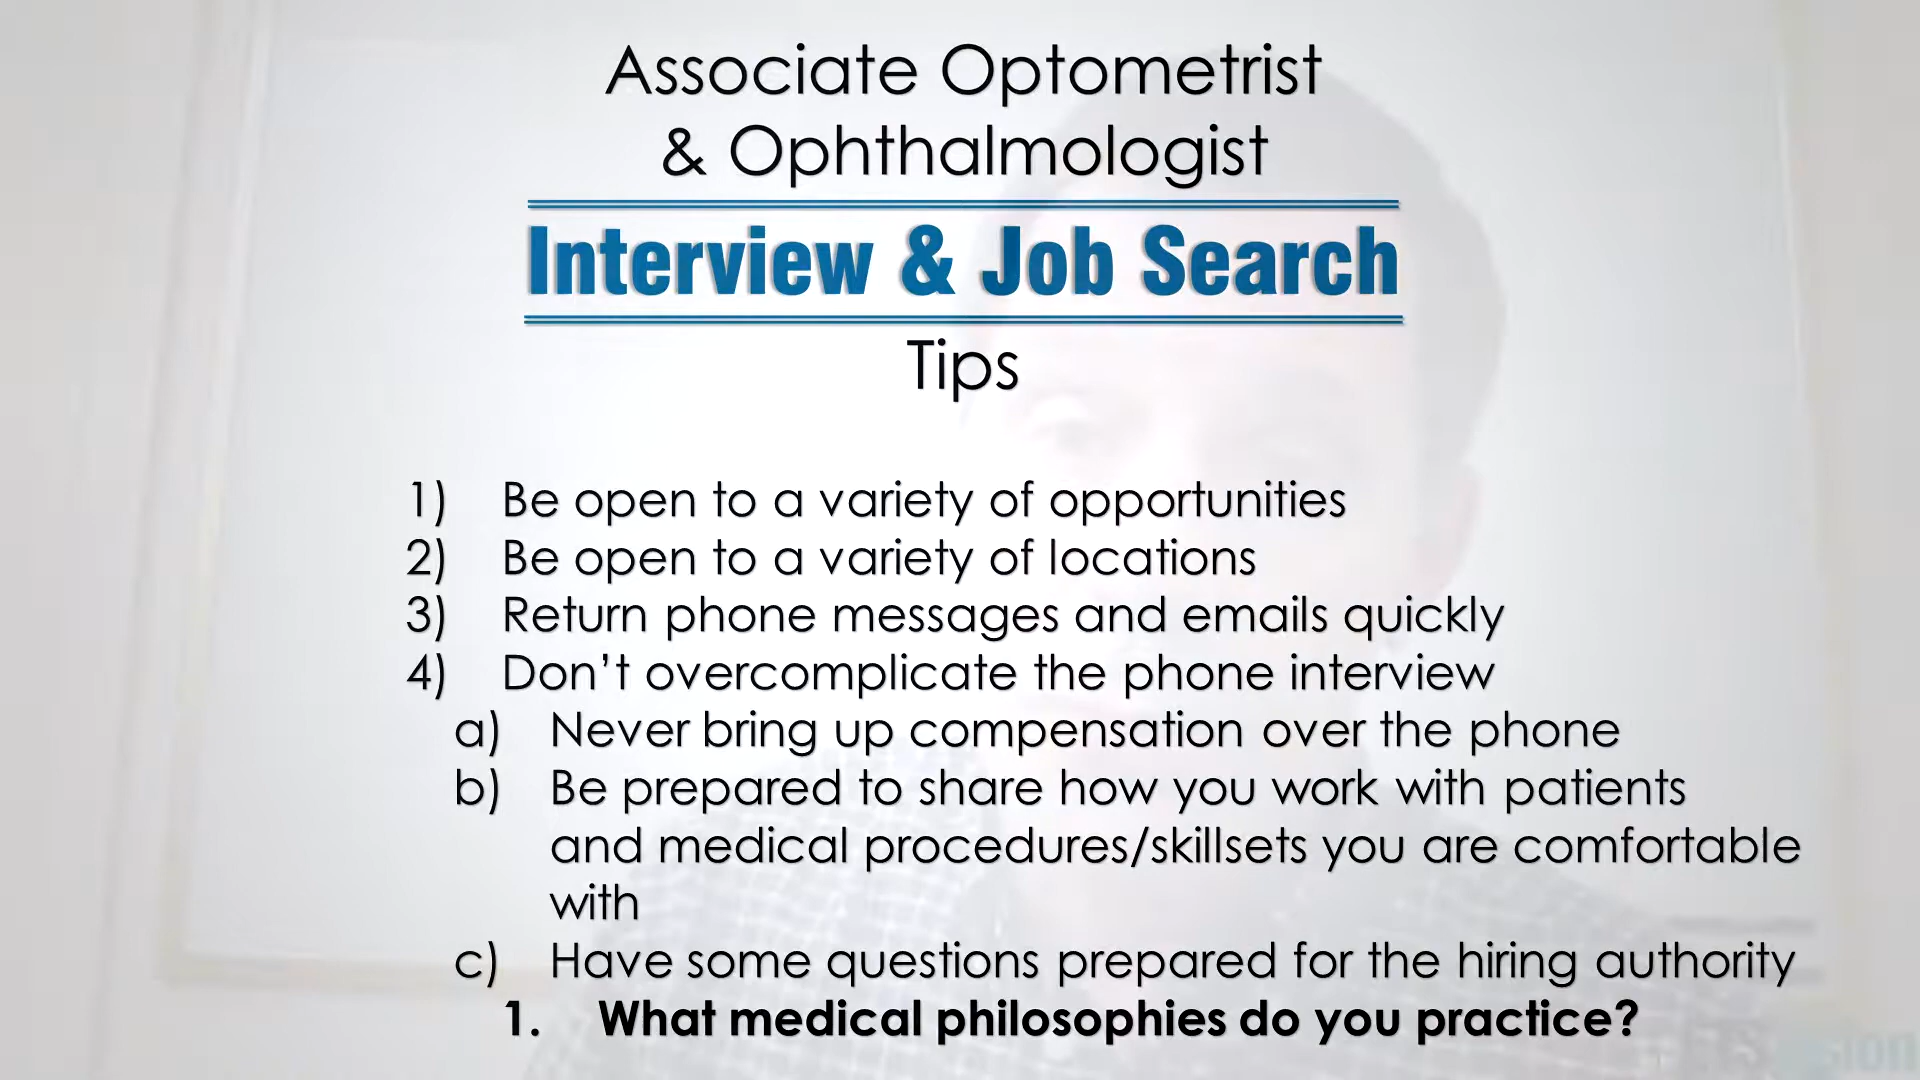 Associate Optometrist
& Ophthalmologist
Interview & Job Search
Tips
1) Be open to a variety of opportunities
2) Be open to a variety of locations
3) Return phone messages and emails quickly
4) Don’t overcomplicate the phone interview
a) Never bring up compensation over the phone
b) Be prepared to share how you work with patients
and medical procedures/skillsets you are comfortable
with
c) Have some questions prepared for the hiring authority
1. What medical philosophies do you practice?